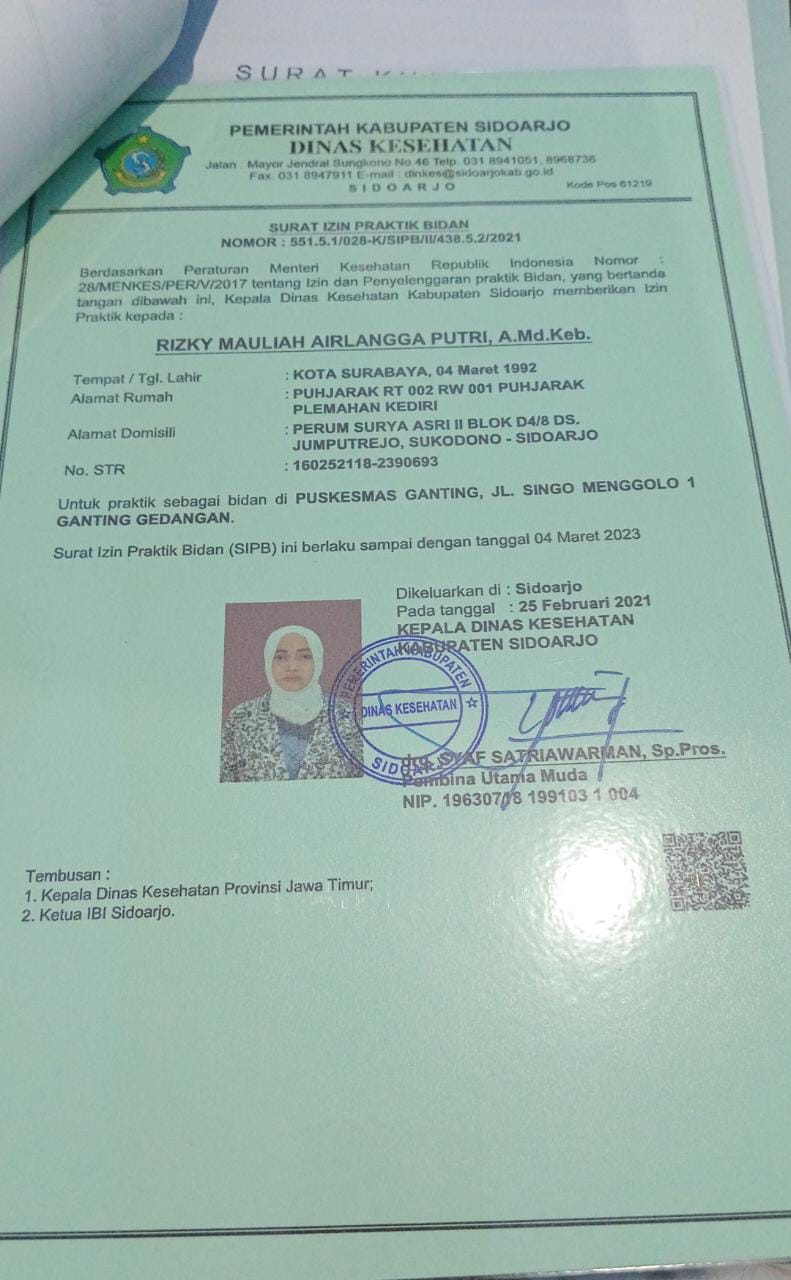 SURAT
PEMERINTAH KABUPATEN SIDOARJO
DINAS KESEHATAN
Jalan : Mayor Jendral Sungkono No.46 Telp. 031 8941051, 8968736
Fax. 031 8947911 E-mail : dinkes@sidoarjokab.go.id
SIDOARJO
Kode Pos 61219
SURAT IZIN PRAKTIK BIDAN
NOMOR : 551.5.1/028-K/SIPB/II/438.5.2/2021
Berdasarkan Peraturan Menteri Kesehatan Republik Indonesia Nomor :
28/MENKES/PER/V/2017 tentang Izin dan Penyelenggaran praktik Bidan, yang bertanda
tangan dibawah ini, Kepala Dinas Kesehatan Kabupaten Sidoarjo memberikan Izin
Praktik kepada :
RIZKY MAULIAH AIRLANGGA PUTRI, A.Md.Keb.
Tempat / Tgl. Lahir : KOTA SURABAYA, 04 Maret 1992
Alamat Rumah : PUHJARAK RT 002 RW 001 PUHJARAK
PLEMAHAN KEDIRI
Alamat Domisili : PERUM SURYA ASRI II BLOK D4/8 DS.
JUMPUTREJO, SUKODONO - SIDOARJO
No. STR : 160252118-2390693
Untuk praktik sebagai bidan di PUSKESMAS GANTING, JL. SINGO MENGGOLO 1
GANTING GEDANGAN.
Surat Izin Praktik Bidan (SIPB) ini berlaku sampai dengan tanggal 04 Maret 2023
Dikeluarkan di : Sidoarjo
Pada tanggal : 25 Februari 2021
KEPALA DINAS KESEHATAN
KABUPATEN SIDOARJO
PEMERINTAH KABUPATEN
DINAS KESEHATAN
SIDOARJO
drg. SYAF SATRIAWARMAN, Sp.Pros.
Pembina Utama Muda
NIP. 19630718 199103 1 004
Tembusan :
1. Kepala Dinas Kesehatan Provinsi Jawa Timur;
2. Ketua IBI Sidoarjo.